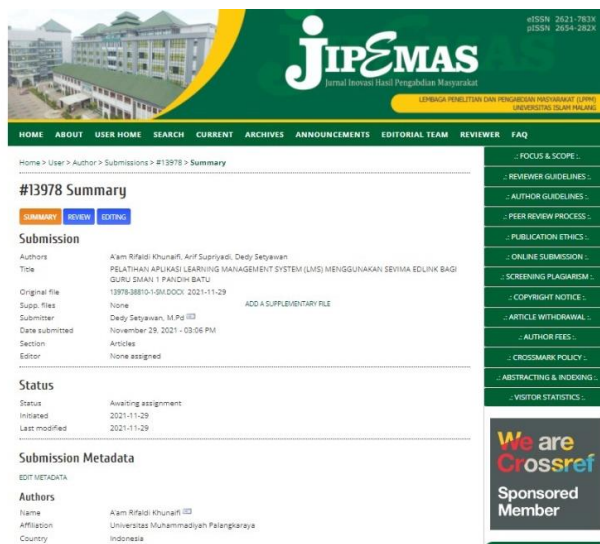 eISSN 2621-783X
pISSN 2654-282X
JIPEMAS
Jurnal Inovasi Hasil Pengabdian Masyarakat
LEMBAGA PENELITIAN DAN PENGABDIAN MASYARAKAT (LPPM)
UNIVERSITAS ISLAM MALANG
HOME ABOUT USER HOME SEARCH CURRENT ARCHIVES ANNOUNCEMENTS EDITORIAL TEAM REVIEWER FAQ
Home > User > Author > Submissions > #13978 > Summary
#13978 Summary
SUMMARY REVIEW EDITING
Submission
Authors A'am Rifaldi Khunaifi, Arif Supriyadi, Dedy Setyawan
Title PELATIHAN APLIKASI LEARNING MANAGEMENT SYSTEM (LMS) MENGGUNAKAN SEVIMA EDLINK BAGI
GURU SMAN 1 PANDIH BATU
Original file 13978-38810-1-SM.DOCX 2021-11-29
Supp. files None ADD A SUPPLEMENTARY FILE
Submitter Dedy Setyawan, M.Pd
Date submitted November 29, 2021 - 03:06 PM
Section Articles
Editor None assigned
Status
Status Awaiting assignment
Initiated 2021-11-29
Last modified 2021-11-29
Submission Metadata
EDIT METADATA
Authors
Name A'am Rifaldi Khunaifi
Affiliation Universitas Muhammadiyah Palangkaraya
Country Indonesia
.: FOCUS & SCOPE :.
.: REVIEWER GUIDELINES :.
.: AUTHOR GUIDELINES :.
.: PEER REVIEW PROCESS :.
.: PUBLICATION ETHICS :.
.: ONLINE SUBMISSION :.
.: SCREENING PLAGIARISM :.
.: COPYRIGHT NOTICE :.
.: ARTICLE WITHDRAWAL :.
.: AUTHOR FEES :.
.: CROSSMARK POLICY :.
.: ABSTRACTING & INDEXING :.
.: VISITOR STATISTICS :.
We are
Crossref
Sponsored
Member